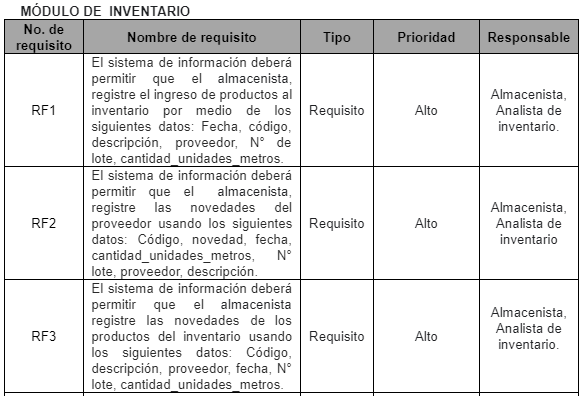 MÓDULO DE INVENTARIO
No. de requisito
Nombre de requisito
Tipo
Prioridad
Responsable
RF1
El sistema de información deberá
permitir que el almacenista,
registre el ingreso de productos al
inventario por medio de los
siguientes datos: Fecha, código,
descripción, proveedor, N° de
lote, cantidad_unidades_metros.
Requisito
Alto
Almacenista,
Analista de
inventario.
RF2
El sistema de información deberá
permitir que el almacenista,
registre las novedades del
proveedor usando los siguientes
datos: Código, novedad, fecha,
cantidad_unidades_metros, N°
lote, proveedor, descripción.
Requisito
Alto
Almacenista,
Analista de
inventario
RF3
El sistema de información deberá
permitir que el almacenista
registre las novedades de los
productos del inventario usando
los siguientes datos: Código,
descripción, proveedor, fecha, N°
lote, cantidad_unidades_metros.
Requisito
Alto
Almacenista,
Analista de
inventario.